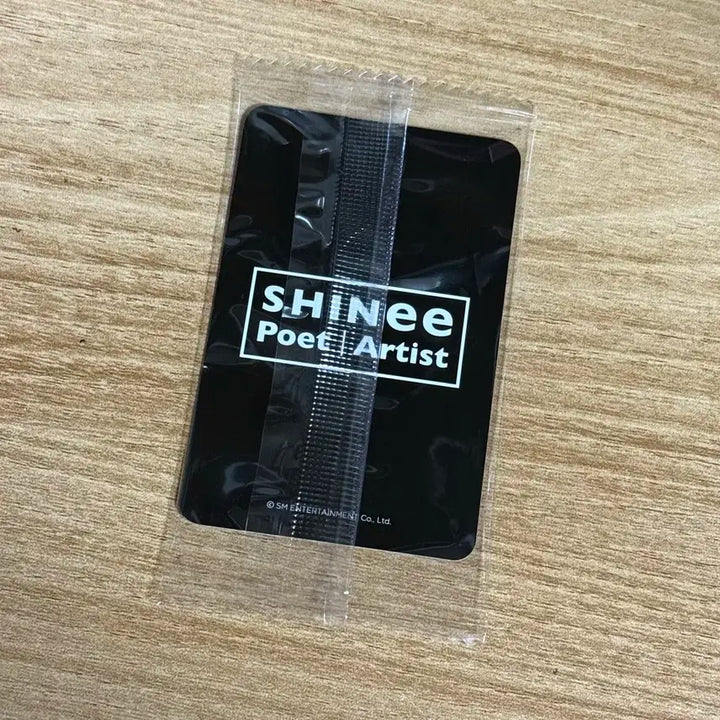 SHINee
Poet | Artist
© SM ENTERTAINMENT Co., Ltd.